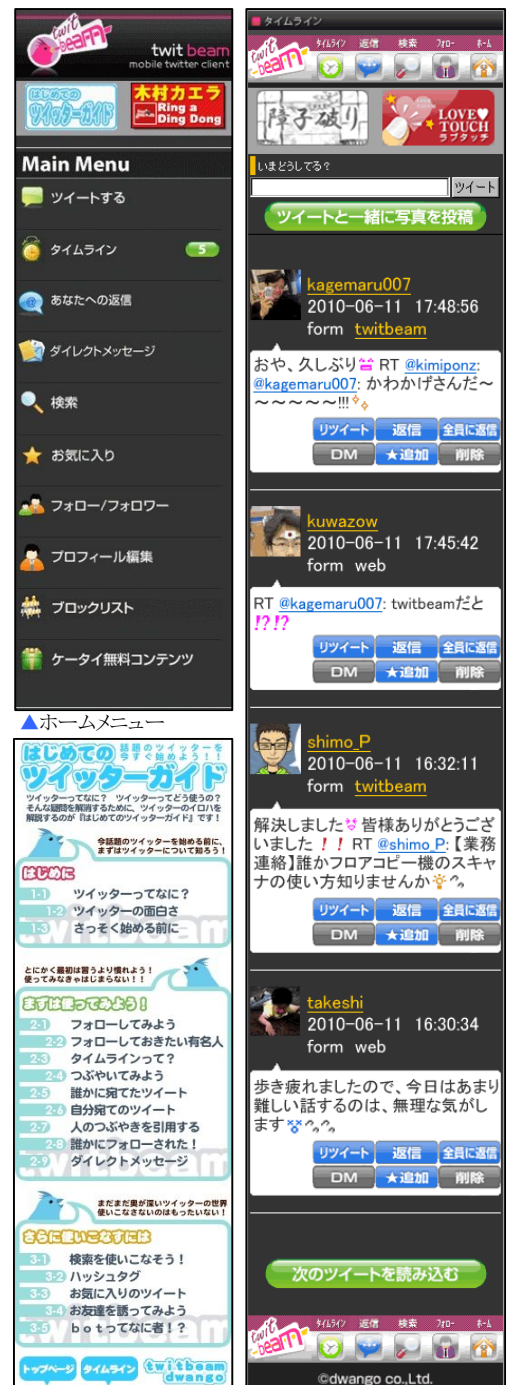 twit
beam
twit beam
mobile twitter client
はじめての
ツイッターガイド
木村カエラ
Ring a
Ding Dong
Main Menu
ツイートする
タイムライン 5
あなたへの返信
ダイレクトメッセージ
検索
お気に入り
フォロー/フォロワー
プロフィール編集
ブロックリスト
ケータイ無料コンテンツ
▲ホームメニュー
はじめての 話題のツイッターを
今すぐ始めよう!!
ツイッターガイド
ツイッターってなに? ツイッターってどう使うの?
そんな疑問を解消するために、ツイッターのイロハを
解説するのが『はじめてのツイッターガイド』です!
今話題のツイッターを始める前に、
まずはツイッターについて知ろう!
はじめに
1-1 ツイッターってなに?
1-2 ツイッターの面白さ
1-3 さっそく始める前に
twitbeam
とにかく最初は習うより慣れよう!
使ってみなきゃはじまらない!!
まずは使ってみよう!
2-1 フォローしてみよう
2-2 フォローしておきたい有名人
2-3 タイムラインって?
2-4 つぶやいてみよう
2-5 誰かに宛てたツイート
2-6 自分宛てのツイート
2-7 人のつぶやきを引用する
2-8 誰かにフォローされた!
2-9 ダイレクトメッセージ
twitbeam
まだまだ奥が深いツイッターの世界
使いこなさないのはもったいない!
さらに使いこなすには
3-1 検索を使いこなそう!
3-2 ハッシュタグ
3-3 お気に入りのツイート
3-4 お友達を誘ってみよう
3-5 botってなに者!?
twitbeam
トップページ タイムライン twitbeam
dwango
タイムライン
twit
beam
タイムライン 返信 検索 フォロー ホーム
障子破り
LOVE♥
TOUCH
ラブタッチ
いまどうしてる?
ツイート
ツイートと一緒に写真を投稿
kagemaru007
2010-06-11 17:48:56
form twitbeam
おや、久しぶり RT @kimiponz:
@kagemaru007: かわかげさんだ～
～～～～～!!!
リツイート 返信 全員に返信
DM ★追加 削除
kuwazow
2010-06-11 17:45:42
form web
RT @kagemaru007: twitbeamだと
!?!?
リツイート 返信 全員に返信
DM ★追加 削除
shimo_P
2010-06-11 16:32:11
form twitbeam
解決しました 皆様ありがとうござ
いました!! RT @shimo_P:【業務
連絡】誰かフロアコピー機のスキャ
ナの使い方知りませんか
リツイート 返信 全員に返信
DM ★追加 削除
takeshi
2010-06-11 16:30:34
form web
歩き疲れましたので、今日はあまり
難しい話するのは、無理な気がし
ます
リツイート 返信 全員に返信
DM ★追加 削除
次のツイートを読み込む
twit
beam
タイムライン 返信 検索 フォロー ホーム
©dwango co.,Ltd.